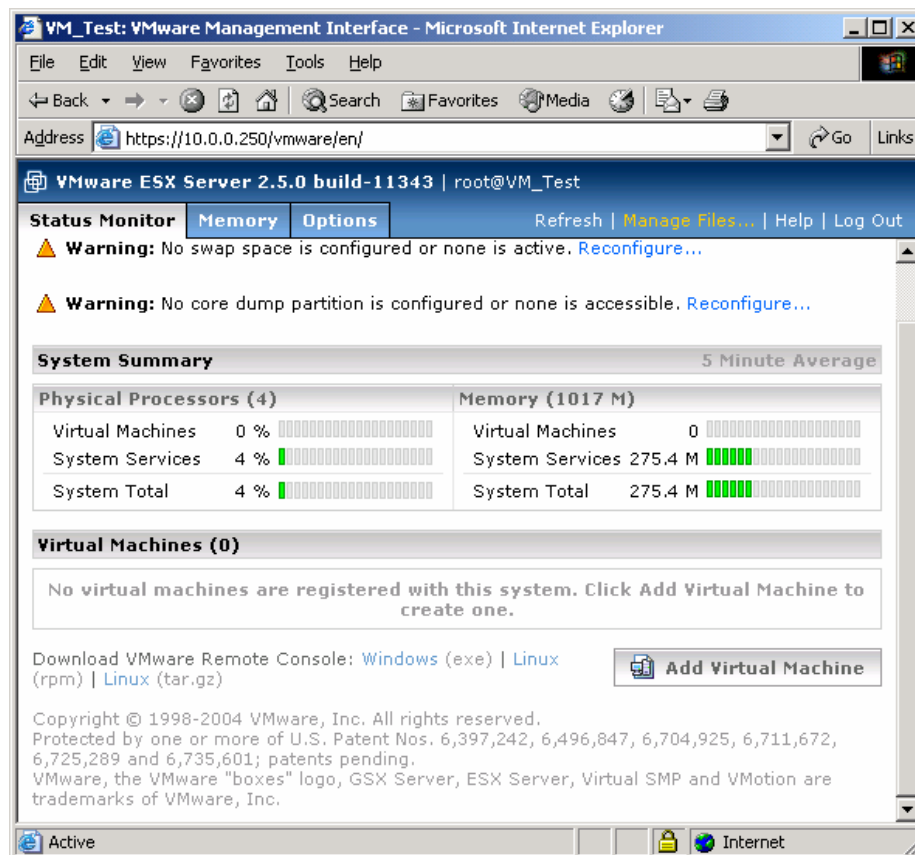 VM_Test: VMware Management Interface - Microsoft Internet Explorer
File Edit View Favorites Tools Help
Back Search Favorites Media
Address https://10.0.0.250/vmware/en/ Go Links
VMware ESX Server 2.5.0 build-11343 | root@VM_Test
Status Monitor Memory Options Refresh | Manage Files... | Help | Log Out
Warning: No swap space is configured or none is active. Reconfigure...
Warning: No core dump partition is configured or none is accessible. Reconfigure...
System Summary 5 Minute Average
Physical Processors (4) Memory (1017 M)
Virtual Machines 0 % Virtual Machines 0
System Services 4 % System Services 275.4 M
System Total 4 % System Total 275.4 M
Virtual Machines (0)
No virtual machines are registered with this system. Click Add Virtual Machine to
create one.
Download VMware Remote Console: Windows (exe) | Linux
(rpm) | Linux (tar.gz)
Add Virtual Machine
Copyright © 1998-2004 VMware, Inc. All rights reserved.
Protected by one or more of U.S. Patent Nos. 6,397,242, 6,496,847, 6,704,925, 6,711,672,
6,725,289 and 6,735,601; patents pending.
VMware, the VMware "boxes" logo, GSX Server, ESX Server, Virtual SMP and VMotion are
trademarks of VMware, Inc.
Active Internet